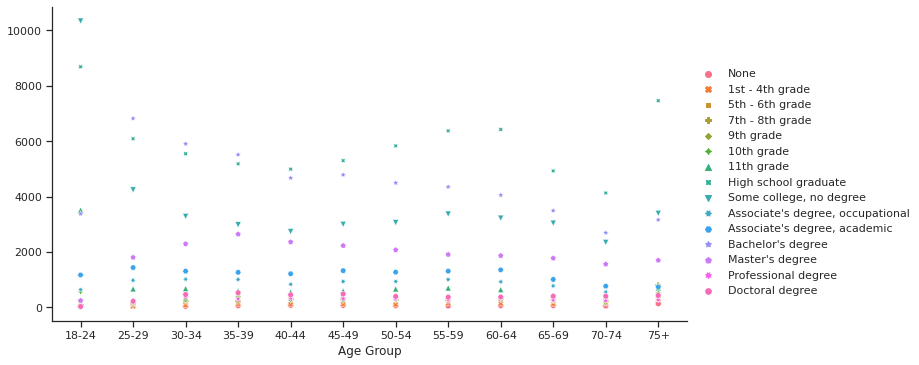 10000
8000
6000
4000
2000
0
18-24 25-29 30-34 35-39 40-44 45-49 50-54 55-59 60-64 65-69 70-74 75+
Age Group
None
1st - 4th grade
5th - 6th grade
7th - 8th grade
9th grade
10th grade
11th grade
High school graduate
Some college, no degree
Associate's degree, occupational
Associate's degree, academic
Bachelor's degree
Master's degree
Professional degree
Doctoral degree